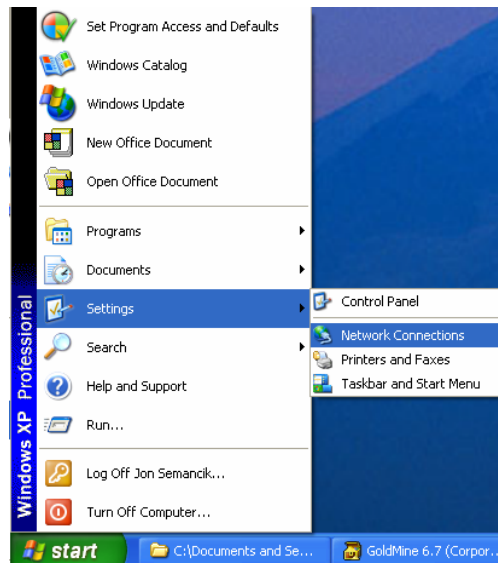 Set Program Access and Defaults
Windows Catalog
Windows Update
New Office Document
Open Office Document
Programs
Documents
Settings
Search
Help and Support
Run...
Log Off Jon Semancik...
Turn Off Computer...
Windows XP Professional
Control Panel
Network Connections
Printers and Faxes
Taskbar and Start Menu
start
C:\Documents and Se...
GoldMine 6.7 (Corpor...